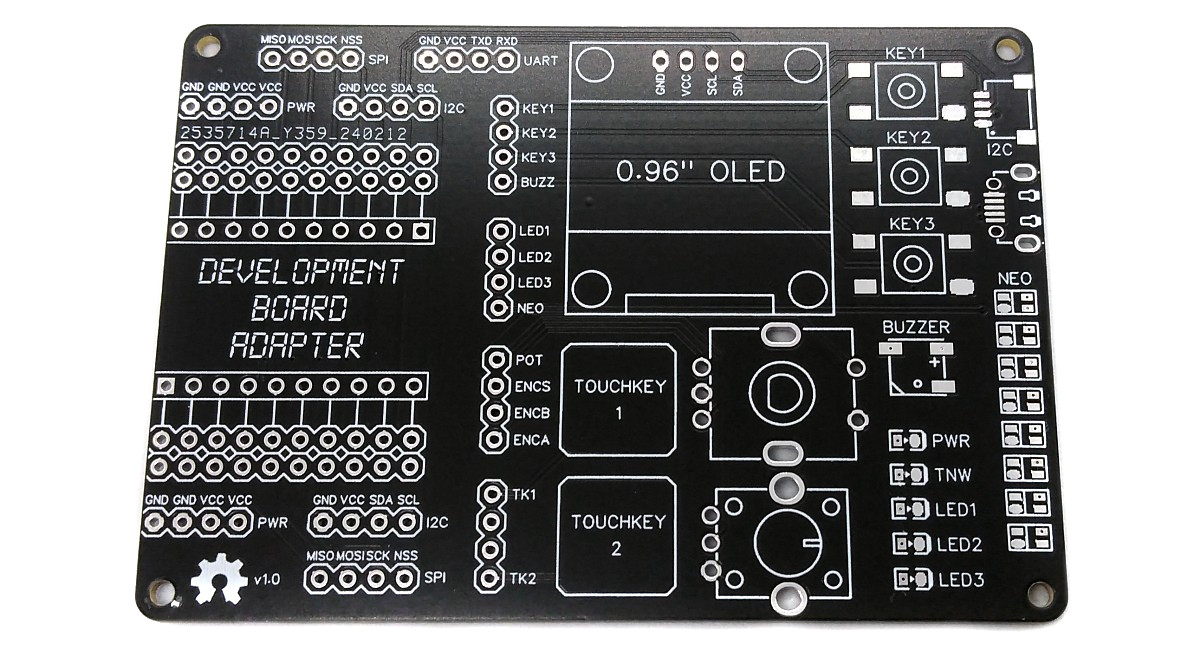 MISO MOSI SCK NSS
SPI
GND VCC TXD RXD
UART
GND GND VCC VCC
PWR
GND VCC SDA SCL
I2C
2535714A_Y359_240212
KEY1
KEY2
KEY3
BUZZ
LED1
LED2
LED3
NEO
DEVELOPMENT
BOARD
ADAPTER
POT
ENCS
ENCB
ENCA
TK1
TK2
GND GND VCC VCC
PWR
GND VCC SDA SCL
I2C
MISO MOSI SCK NSS
SPI
v1.0
GND
VCC
SCL
SDA
0.96" OLED
TOUCHKEY
1
TOUCHKEY
2
KEY1
KEY2
KEY3
I2C
NEO
BUZZER
+
PWR
TNW
LED1
LED2
LED3